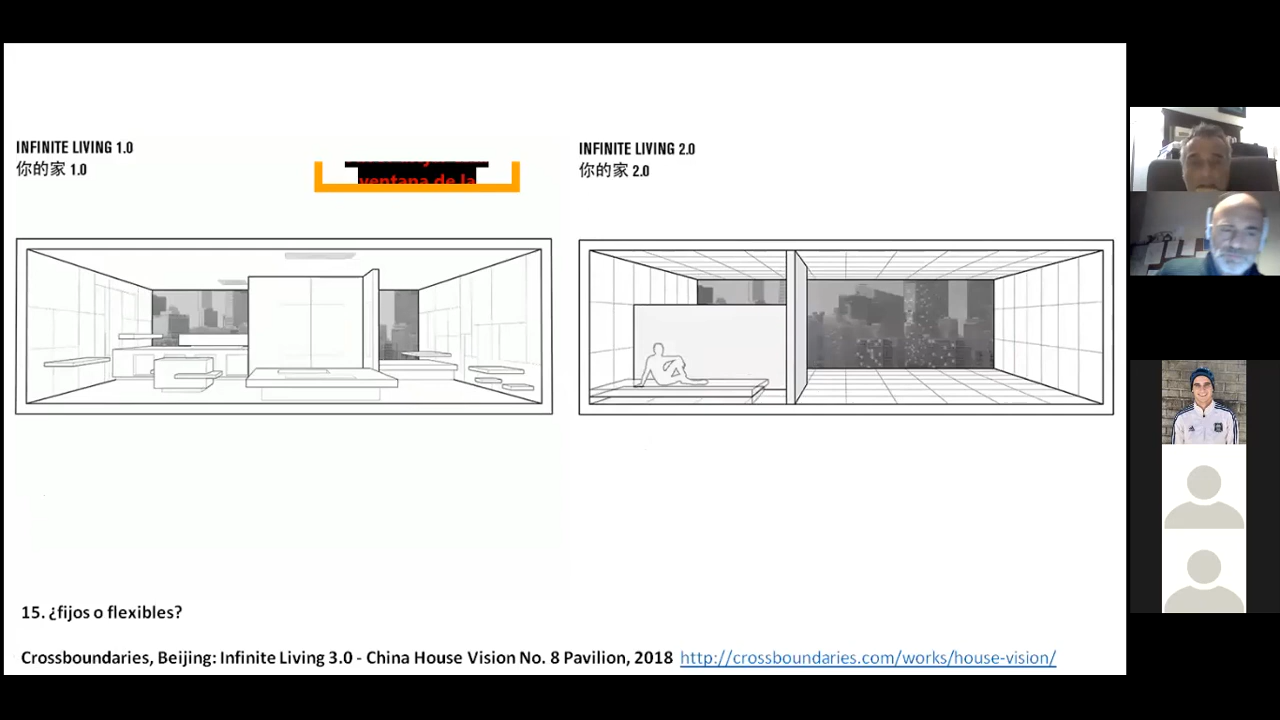 INFINITE LIVING 1.0
你的家 1.0
ventana de la
INFINITE LIVING 2.0
你的家 2.0
15. ¿fijos o flexibles?
Crossboundaries, Beijing: Infinite Living 3.0 - China House Vision No. 8 Pavilion, 2018 http://crossboundaries.com/works/house-vision/